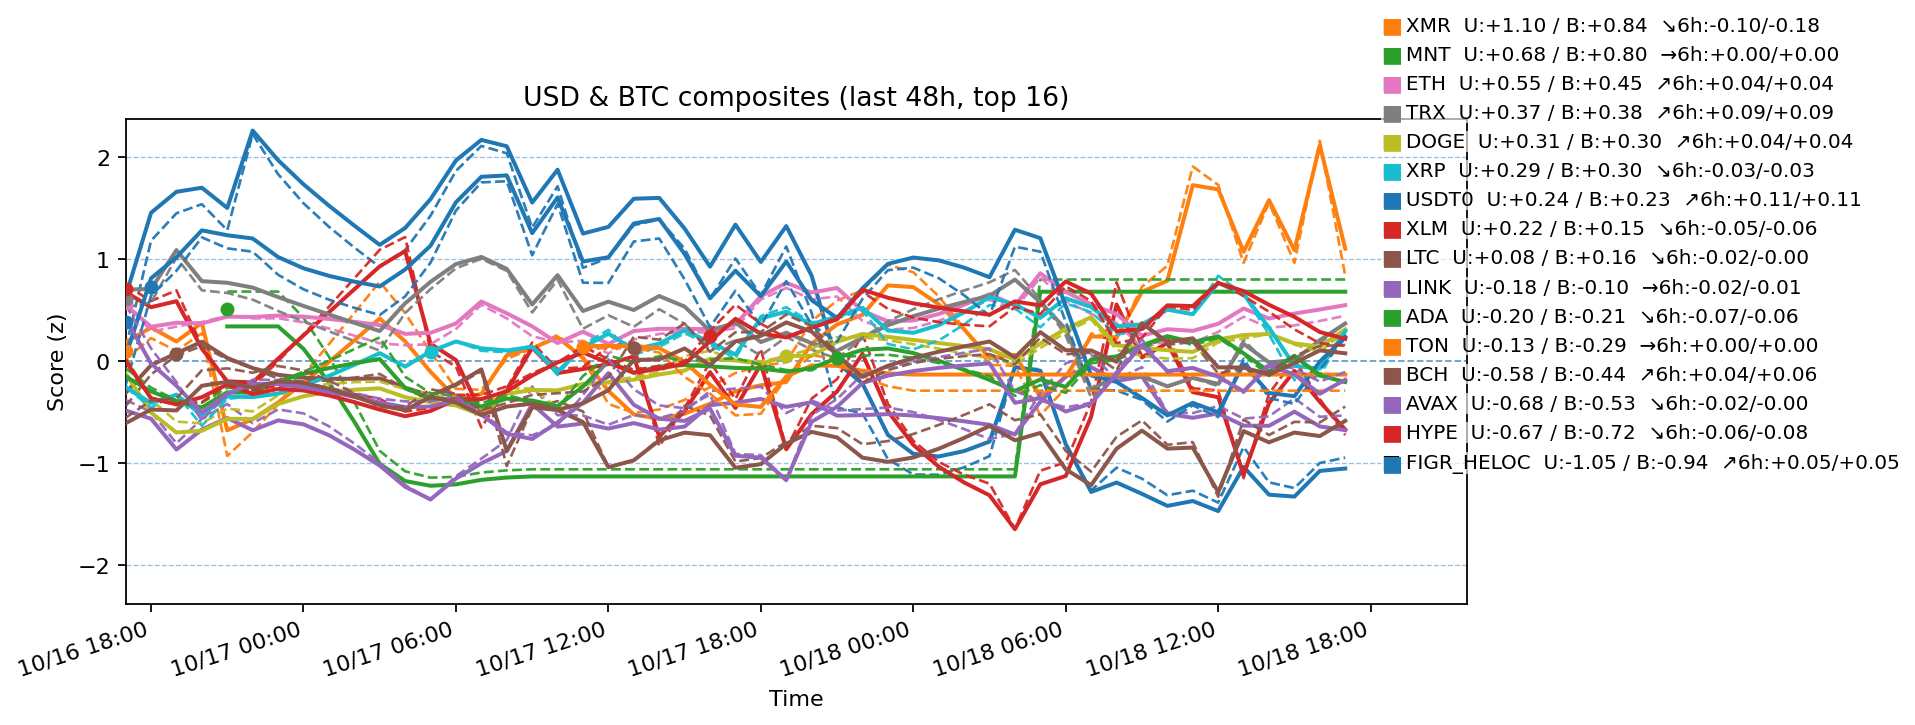 XMR U:+1.10 / B:+0.84 ↘6h:-0.10/-0.18
MNT U:+0.68 / B:+0.80 →6h:+0.00/+0.00
ETH U:+0.55 / B:+0.45 ↗6h:+0.04/+0.04
USD & BTC composites (last 48h, top 16)
TRX U:+0.37 / B:+0.38 ↗6h:+0.09/+0.09
DOGE U:+0.31 / B:+0.30 ↗6h:+0.04/+0.04
XRP U:+0.29 / B:+0.30 ↘6h:-0.03/-0.03
USDT0 U:+0.24 / B:+0.23 ↗6h:+0.11/+0.11
XLM U:+0.22 / B:+0.15 ↘6h:-0.05/-0.06
LTC U:+0.08 / B:+0.16 ↘6h:-0.02/-0.00
LINK U:-0.18 / B:-0.10 →6h:-0.02/-0.01
ADA U:-0.20 / B:-0.21 ↘6h:-0.07/-0.06
TON U:-0.13 / B:-0.29 →6h:+0.00/+0.00
BCH U:-0.58 / B:-0.44 ↗6h:+0.04/+0.06
AVAX U:-0.68 / B:-0.53 ↘6h:-0.02/-0.00
HYPE U:-0.67 / B:-0.72 ↘6h:-0.06/-0.08
FIGR_HELOC U:-1.05 / B:-0.94 ↗6h:+0.05/+0.05
Score (z)
2
1
0
−1
−2
10/16 18:00
10/17 00:00
10/17 06:00
10/17 12:00
10/17 18:00
10/18 00:00
10/18 06:00
10/18 12:00
10/18 18:00
Time